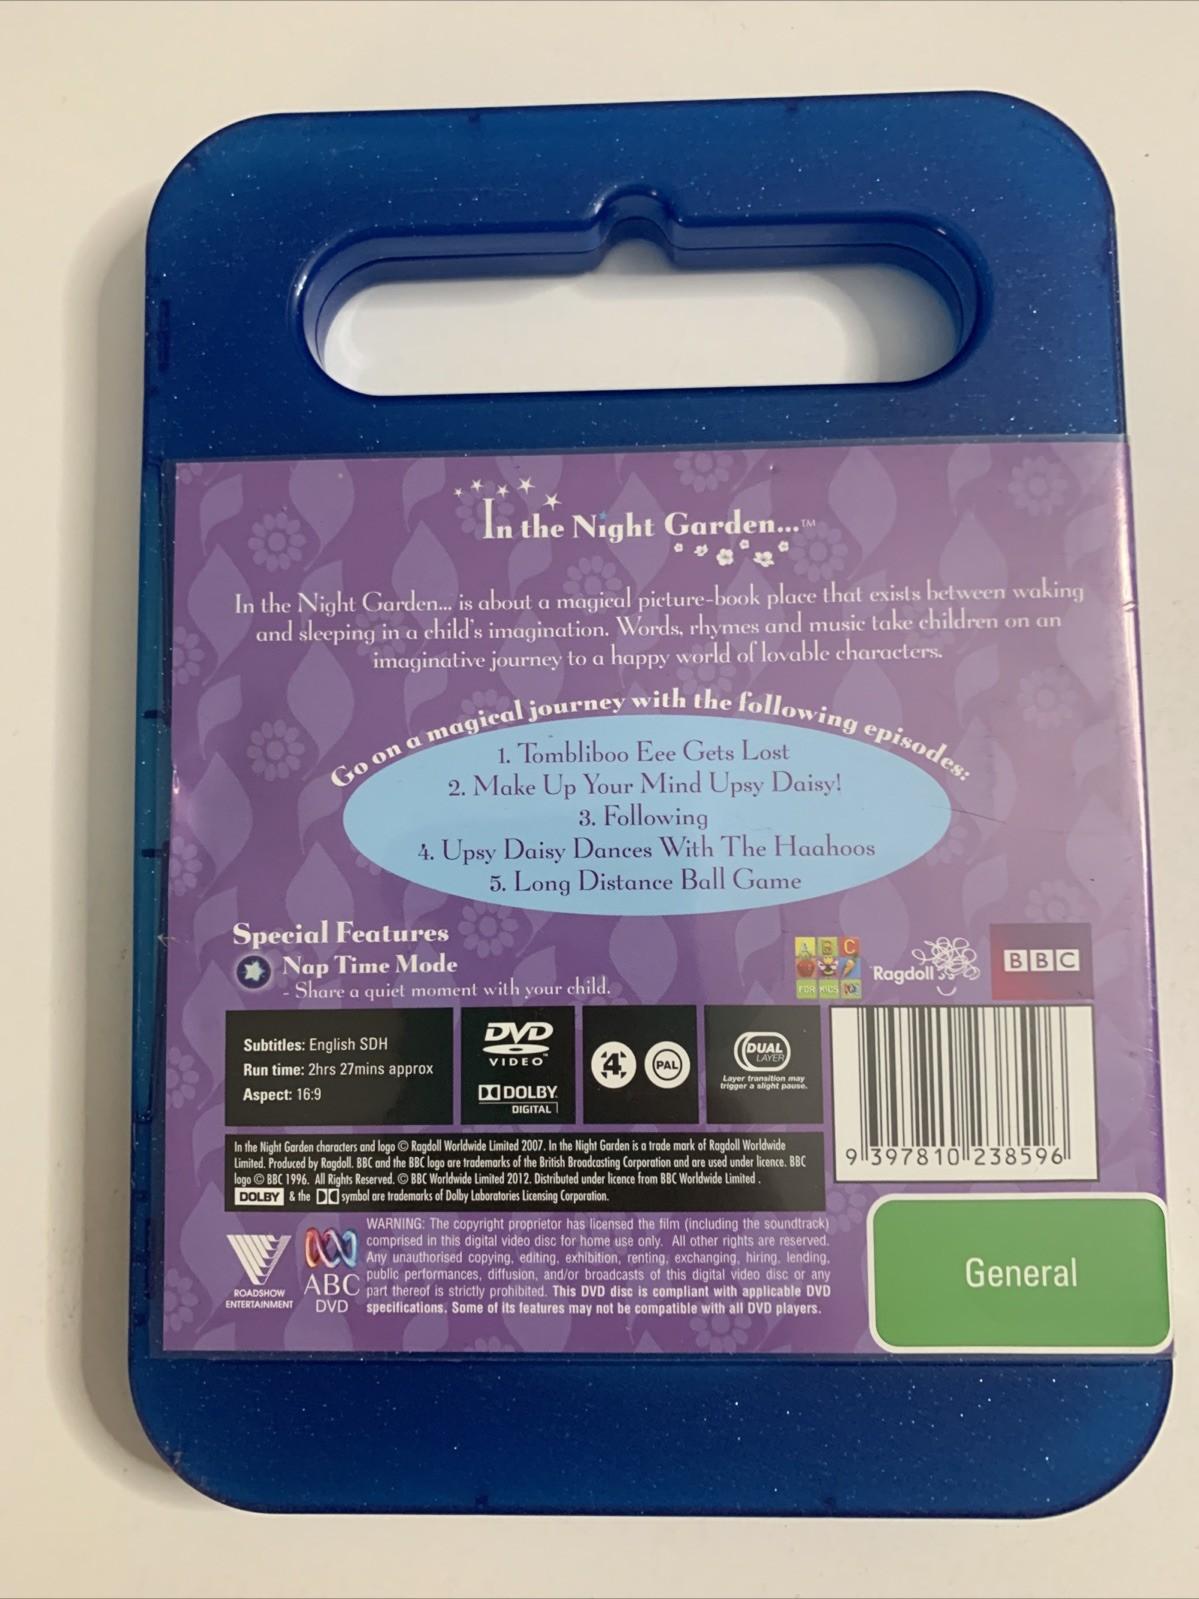 In the Night Garden...™
In the Night Garden... is about a magical picture-book place that exists between waking
and sleeping in a child's imagination. Words, rhymes and music take children on an
imaginative journey to a happy world of lovable characters.
Go on a magical journey with the following episodes:
1. Tombliboo Eee Gets Lost
2. Make Up Your Mind Upsy Daisy!
3. Following
4. Upsy Daisy Dances With The Haahoos
5. Long Distance Ball Game
Special Features
Nap Time Mode
- Share a quiet moment with your child.
ABC
FOR KIDS
Ragdoll
BBC
Subtitles: English SDH
Run time: 2hrs 27mins approx
Aspect: 16:9
DVD
VIDEO™
DOLBY
DIGITAL
4
PAL
DUAL
LAYER
Layer transition may
trigger a slight pause.
9 397810 238596
In the Night Garden characters and logo © Ragdoll Worldwide Limited 2007. In the Night Garden is a trade mark of Ragdoll Worldwide
Limited. Produced by Ragdoll. BBC and the BBC logo are trademarks of the British Broadcasting Corporation and are used under licence. BBC
logo © BBC 1996. All Rights Reserved. © BBC Worldwide Limited 2012. Distributed under licence from BBC Worldwide Limited .
DOLBY & the symbol are trademarks of Dolby Laboratories Licensing Corporation.
ROADSHOW
ENTERTAINMENT
ABC
DVD
WARNING: The copyright proprietor has licensed the film (including the soundtrack)
comprised in this digital video disc for home use only. All other rights are reserved.
Any unauthorised copying, editing, exhibition, renting, exchanging, hiring, lending,
public performances, diffusion, and/or broadcasts of this digital video disc or any
part thereof is strictly prohibited. This DVD disc is compliant with applicable DVD
specifications. Some of its features may not be compatible with all DVD players.
General